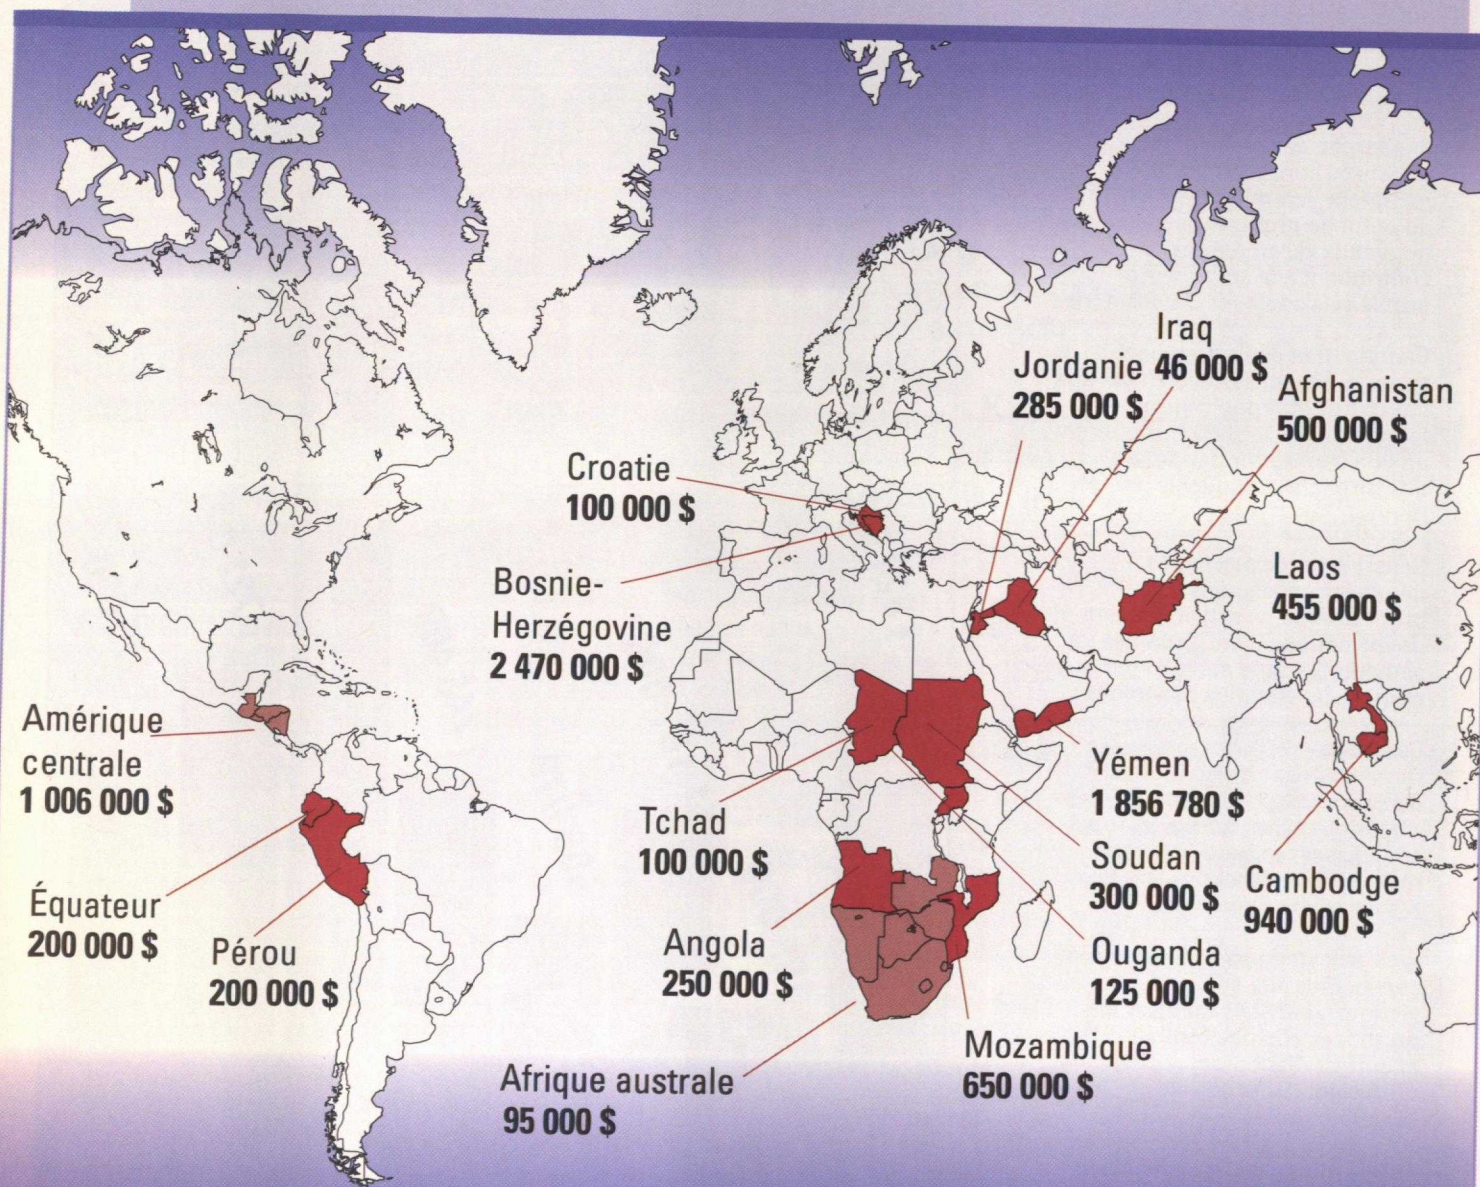 Iraq
46 000 $
Jordanie
285 000 $
Afghanistan
500 000 $
Croatie
100 000 $
Bosnie-
Herzégovine
2 470 000 $
Laos
455 000 $
Amérique
centrale
1 006 000 $
Yémen
1 856 780 $
Tchad
100 000 $
Soudan
300 000 $
Cambodge
940 000 $
Équateur
200 000 $
Pérou
200 000 $
Angola
250 000 $
Ouganda
125 000 $
Mozambique
650 000 $
Afrique australe
95 000 $